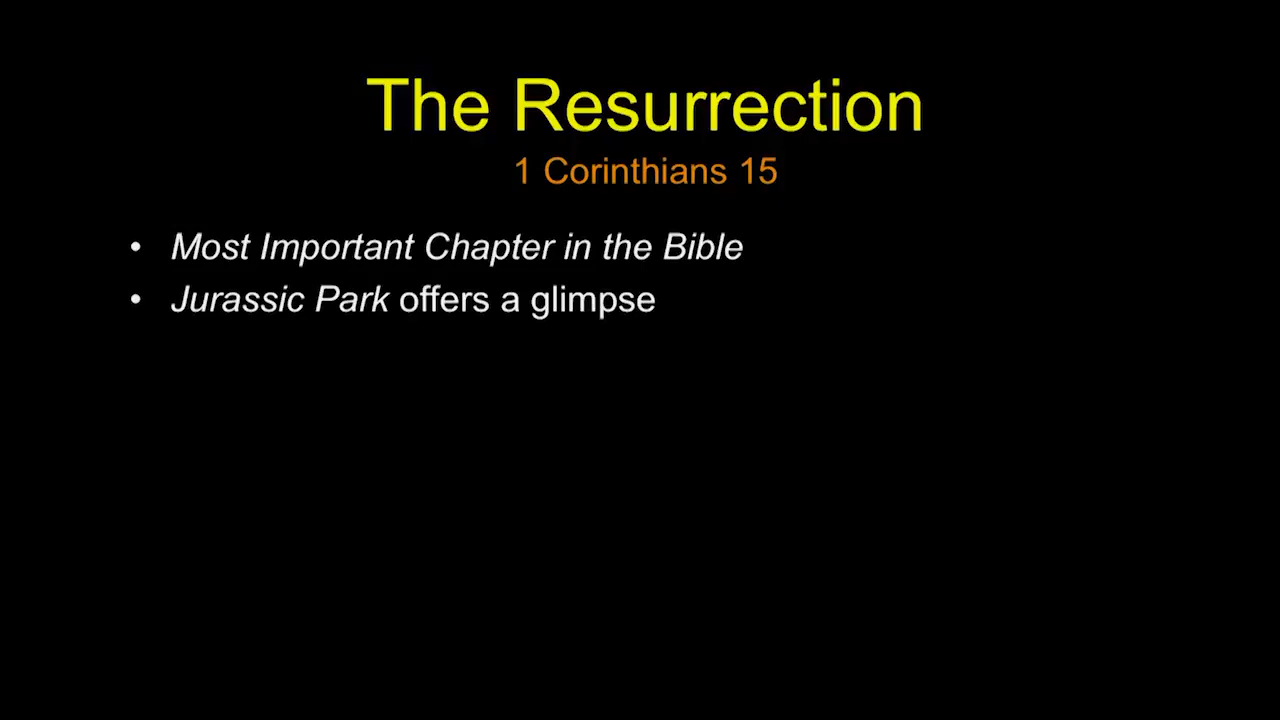 The Resurrection
1 Corinthians 15
• Most Important Chapter in the Bible
• Jurassic Park offers a glimpse